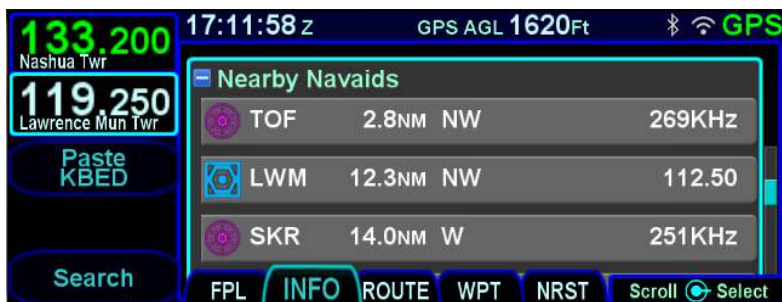 133.200
Nashua Twr
119.250
Lawrence Mun Twr
Paste
KBED
Search
17:11:58 Z GPS AGL 1620Ft GPS
Nearby Navaids
TOF 2.8NM NW 269KHz
LWM 12.3NM NW 112.50
SKR 14.0NM W 251KHz
FPL INFO ROUTE WPT NRST Scroll Select